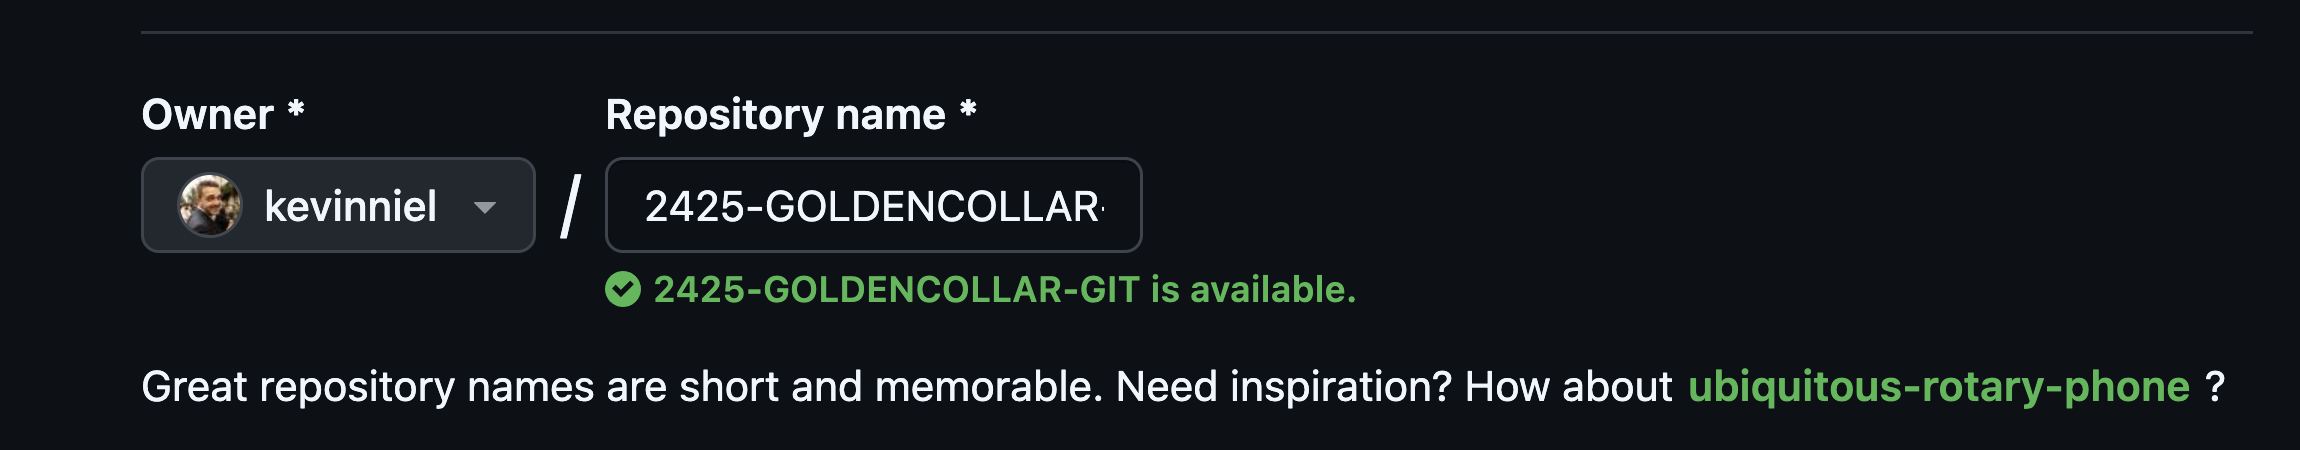 Owner *
Repository name *
kevinniel
/
2425-GOLDENCOLLAR-
2425-GOLDENCOLLAR-GIT is available.
Great repository names are short and memorable. Need inspiration? How about ubiquitous-rotary-phone ?